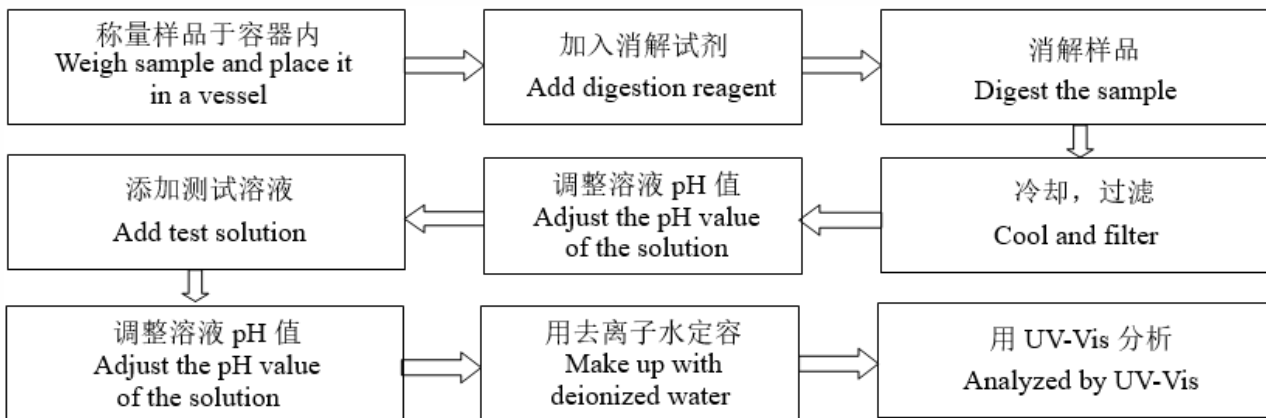 称量样品于容器内
Weigh sample and place it
in a vessel
加入消解试剂
Add digestion reagent
消解样品
Digest the sample
冷却，过滤
Cool and filter
调整溶液 pH 值
Adjust the pH value
of the solution
添加测试溶液
Add test solution
调整溶液 pH 值
Adjust the pH value
of the solution
用去离子水定容
Make up with
deionized water
用 UV-Vis 分析
Analyzed by UV-Vis